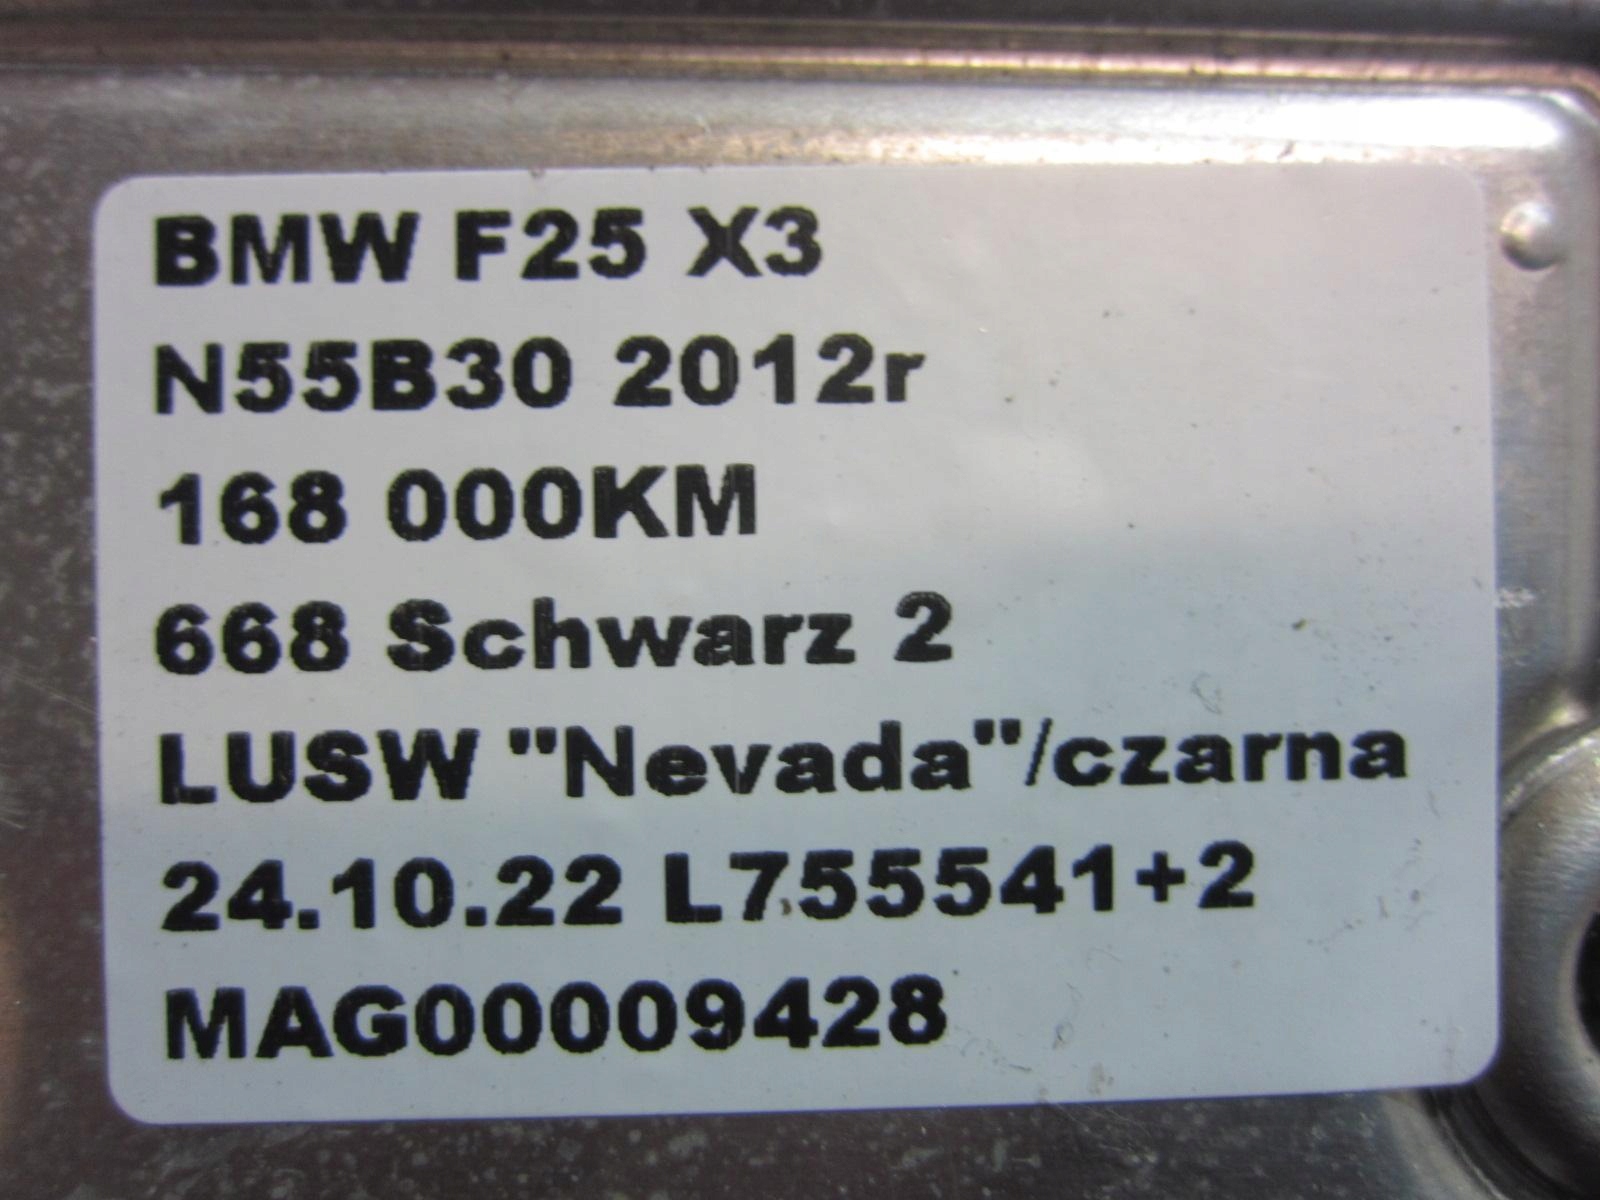 BMW F25 X3
N55B30 2012r
168 000KM
668 Schwarz 2
LUSW "Nevada"/czarna
24.10.22 L755541+2
MAG00009428